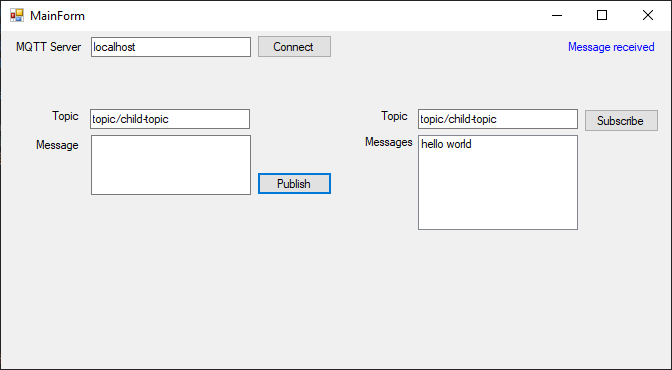 MainForm
MQTT Server localhost Connect Message received
Topic topic/child-topic Topic topic/child-topic Subscribe
Message Messages hello world
Publish